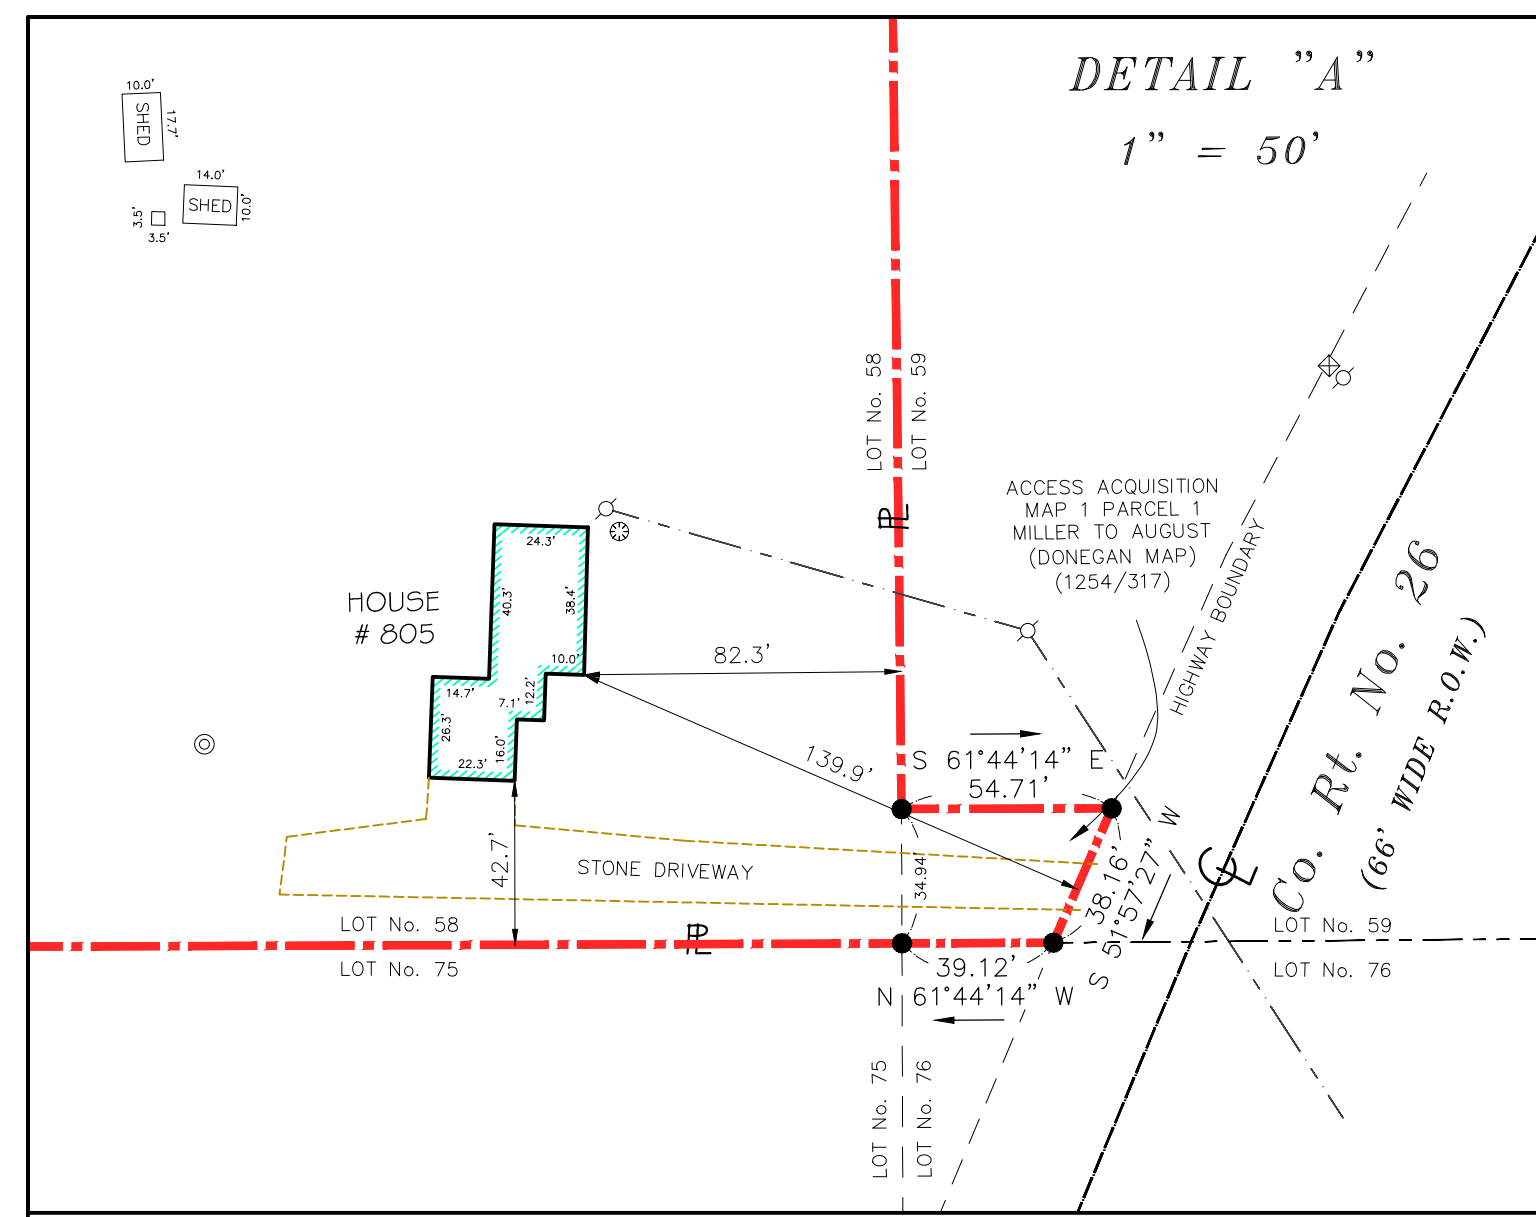 DETAIL "A"
1" = 50'
10.0'
SHED
17.7'
14.0'
SHED
10.0'
3.5'
3.5'
LOT No. 58
LOT No. 59
PL
ACCESS ACQUISITION
MAP 1 PARCEL 1
MILLER TO AUGUST
(DONEGAN MAP)
(1254/317)
HIGHWAY BOUNDARY
Co. Rt. No. 26
(66' WIDE R.O.W.)
HOUSE
# 805
24.3'
40.3'
38.4'
10.0'
14.7'
12.2'
7.1'
26.3'
16.0'
22.3'
82.3'
139.9'
S 61°44'14" E
54.71'
42.7'
STONE DRIVEWAY
34.94'
38.16'
S 51°57'27" W
CL
LOT No. 58
LOT No. 75
PL
39.12'
N 61°44'14" W
LOT No. 59
LOT No. 76
LOT No. 75
LOT No. 76